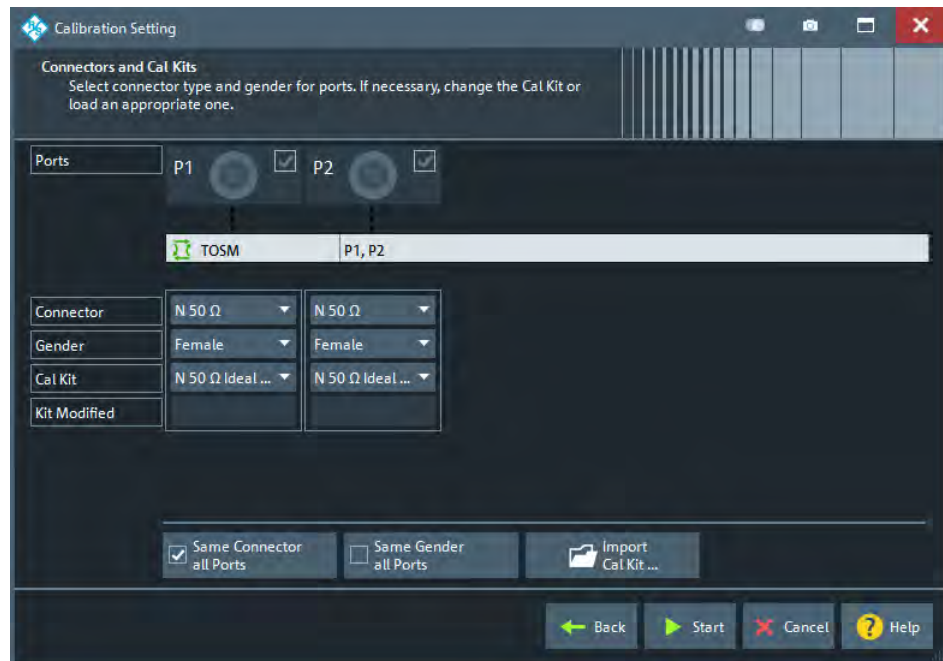 Calibration Setting
Connectors and Cal Kits
Select connector type and gender for ports. If necessary, change the Cal Kit or
load an appropriate one.
Ports
P1
P2
TOSM
P1, P2
Connector
N 50 Ω
N 50 Ω
Gender
Female
Female
Cal Kit
N 50 Ω Ideal ...
N 50 Ω Ideal ...
Kit Modified
Same Connector
all Ports
Same Gender
all Ports
Import
Cal Kit ...
Back
Start
Cancel
? Help